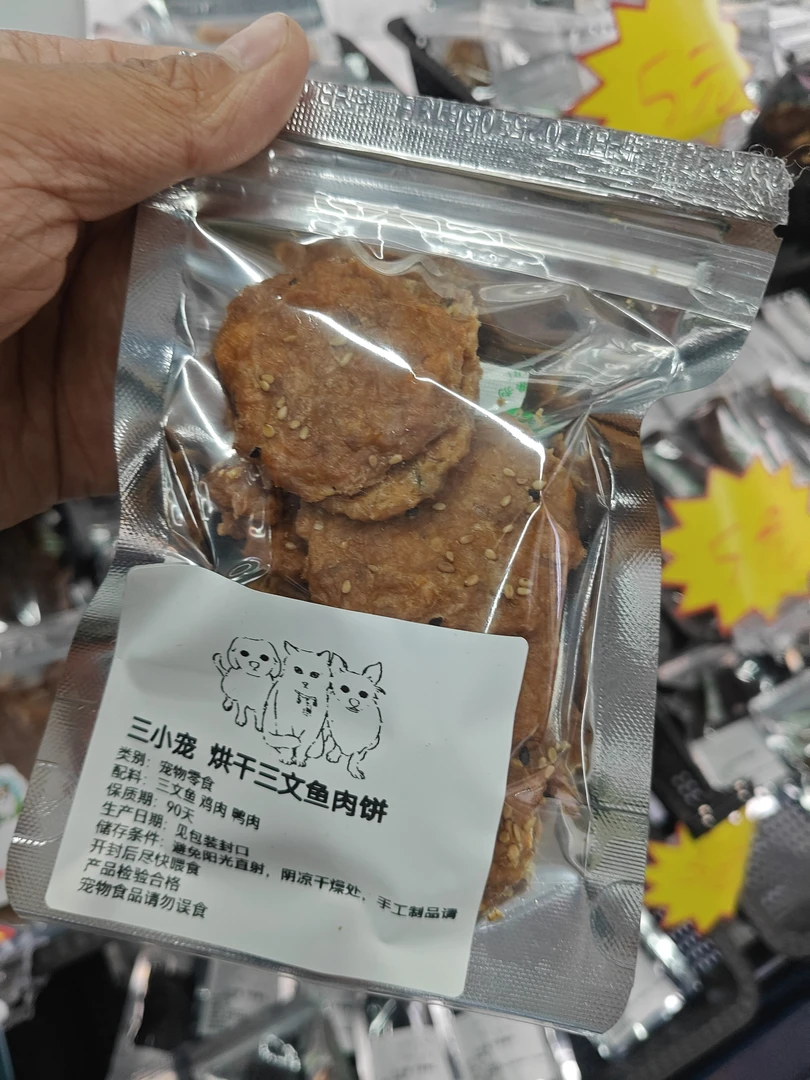 5元
三小宠 烘干三文鱼肉饼
类别：宠物零食
配料：三文鱼 鸡肉 鸭肉
保质期：90天
生产日期：见包装封口
储存条件：避免阳光直射，阴凉干燥处，手工制品请
开封后尽快喂食
产品检验合格
宠物食品请勿误食